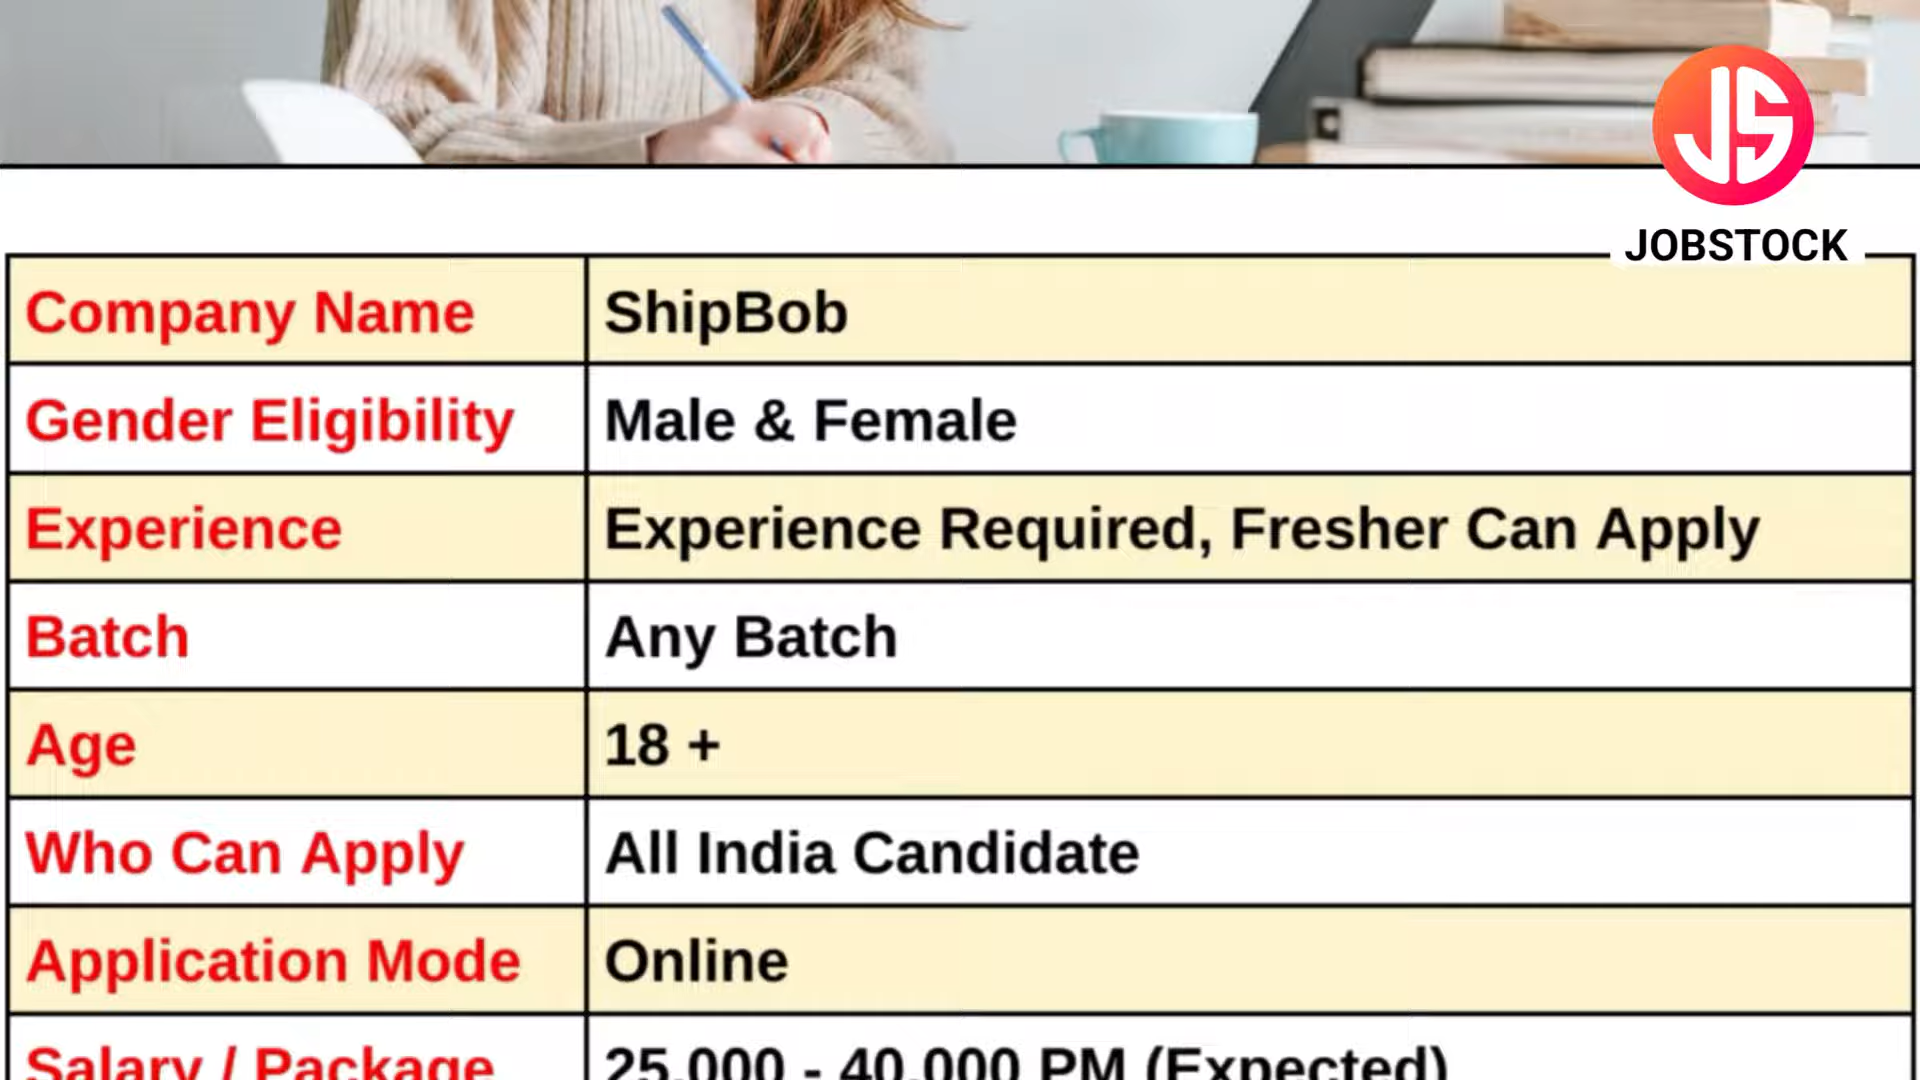 JS
JOBSTOCK
Company Name ShipBob
Gender Eligibility Male & Female
Experience Experience Required, Fresher Can Apply
Batch Any Batch
Age 18 +
Who Can Apply All India Candidate
Application Mode Online
Salary / Package 25,000 - 40,000 PM (Expected)